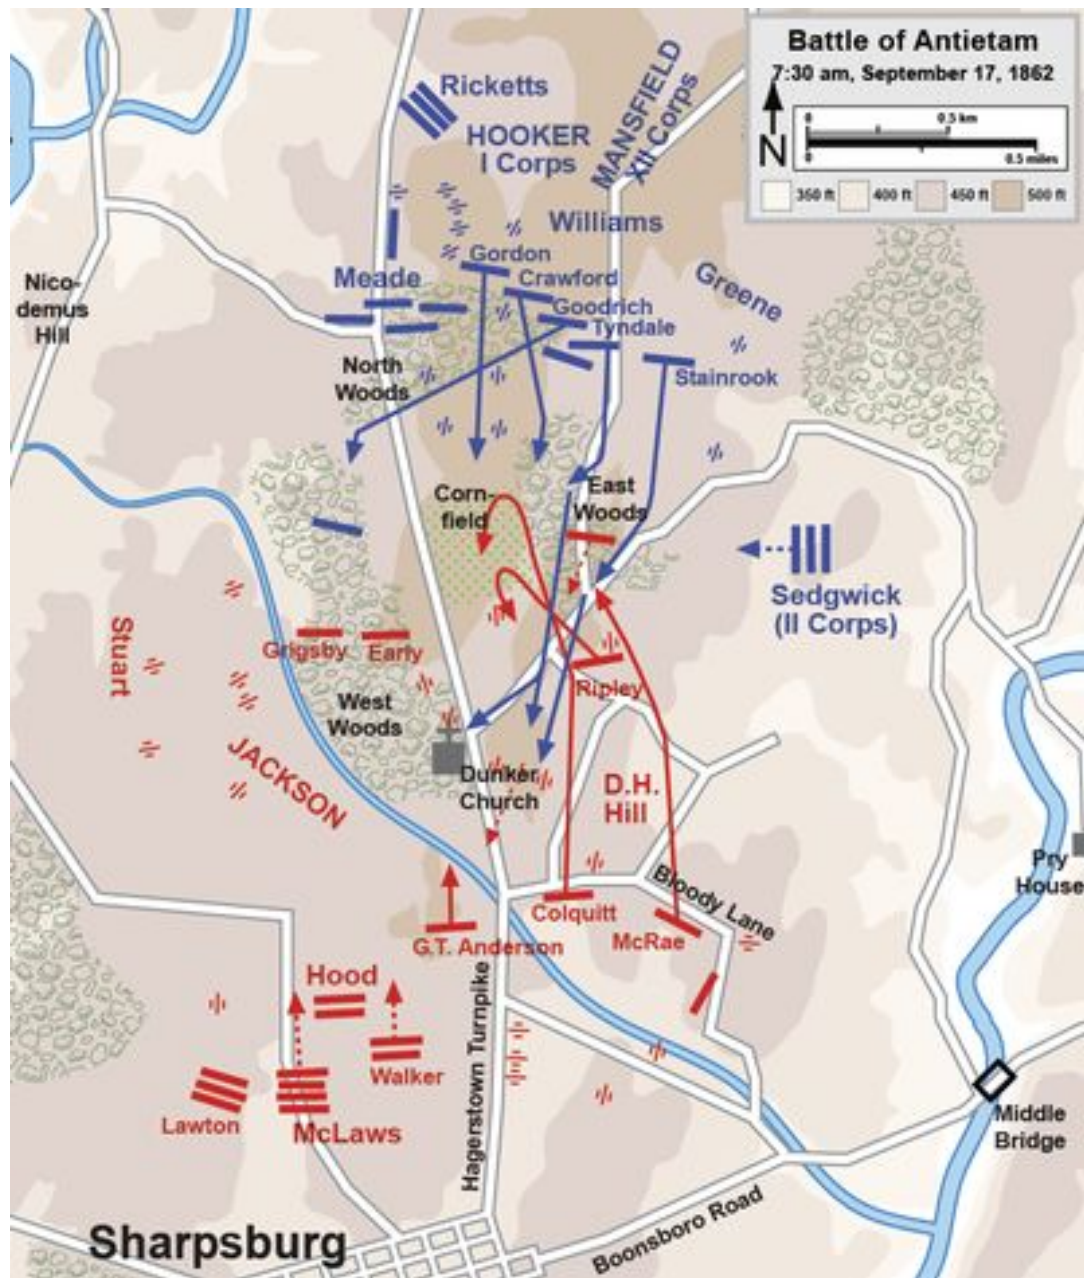 Battle of Antietam
7:30 am, September 17, 1862
N
0 0.5 km
0 0.5 miles
350 ft 400 ft 450 ft 500 ft
Ricketts
HOOKER
I Corps
MANSFIELD
XII Corps
Williams
Gordon
Crawford
Goodrich
Tyndale
Meade
Greene
Stainrook
Nico-
demus
Hill
North
Woods
Corn-
field
East
Woods
Sedgwick
(II Corps)
Stuart
Grigsby
Early
Ripley
West
Woods
JACKSON
Dunker
Church
D.H.
Hill
Pry
House
Bloody Lane
Colquitt
McRae
G.T. Anderson
Hood
Hagerstown Turnpike
Walker
Lawton
McLaws
Middle
Bridge
Boonsboro Road
Sharpsburg